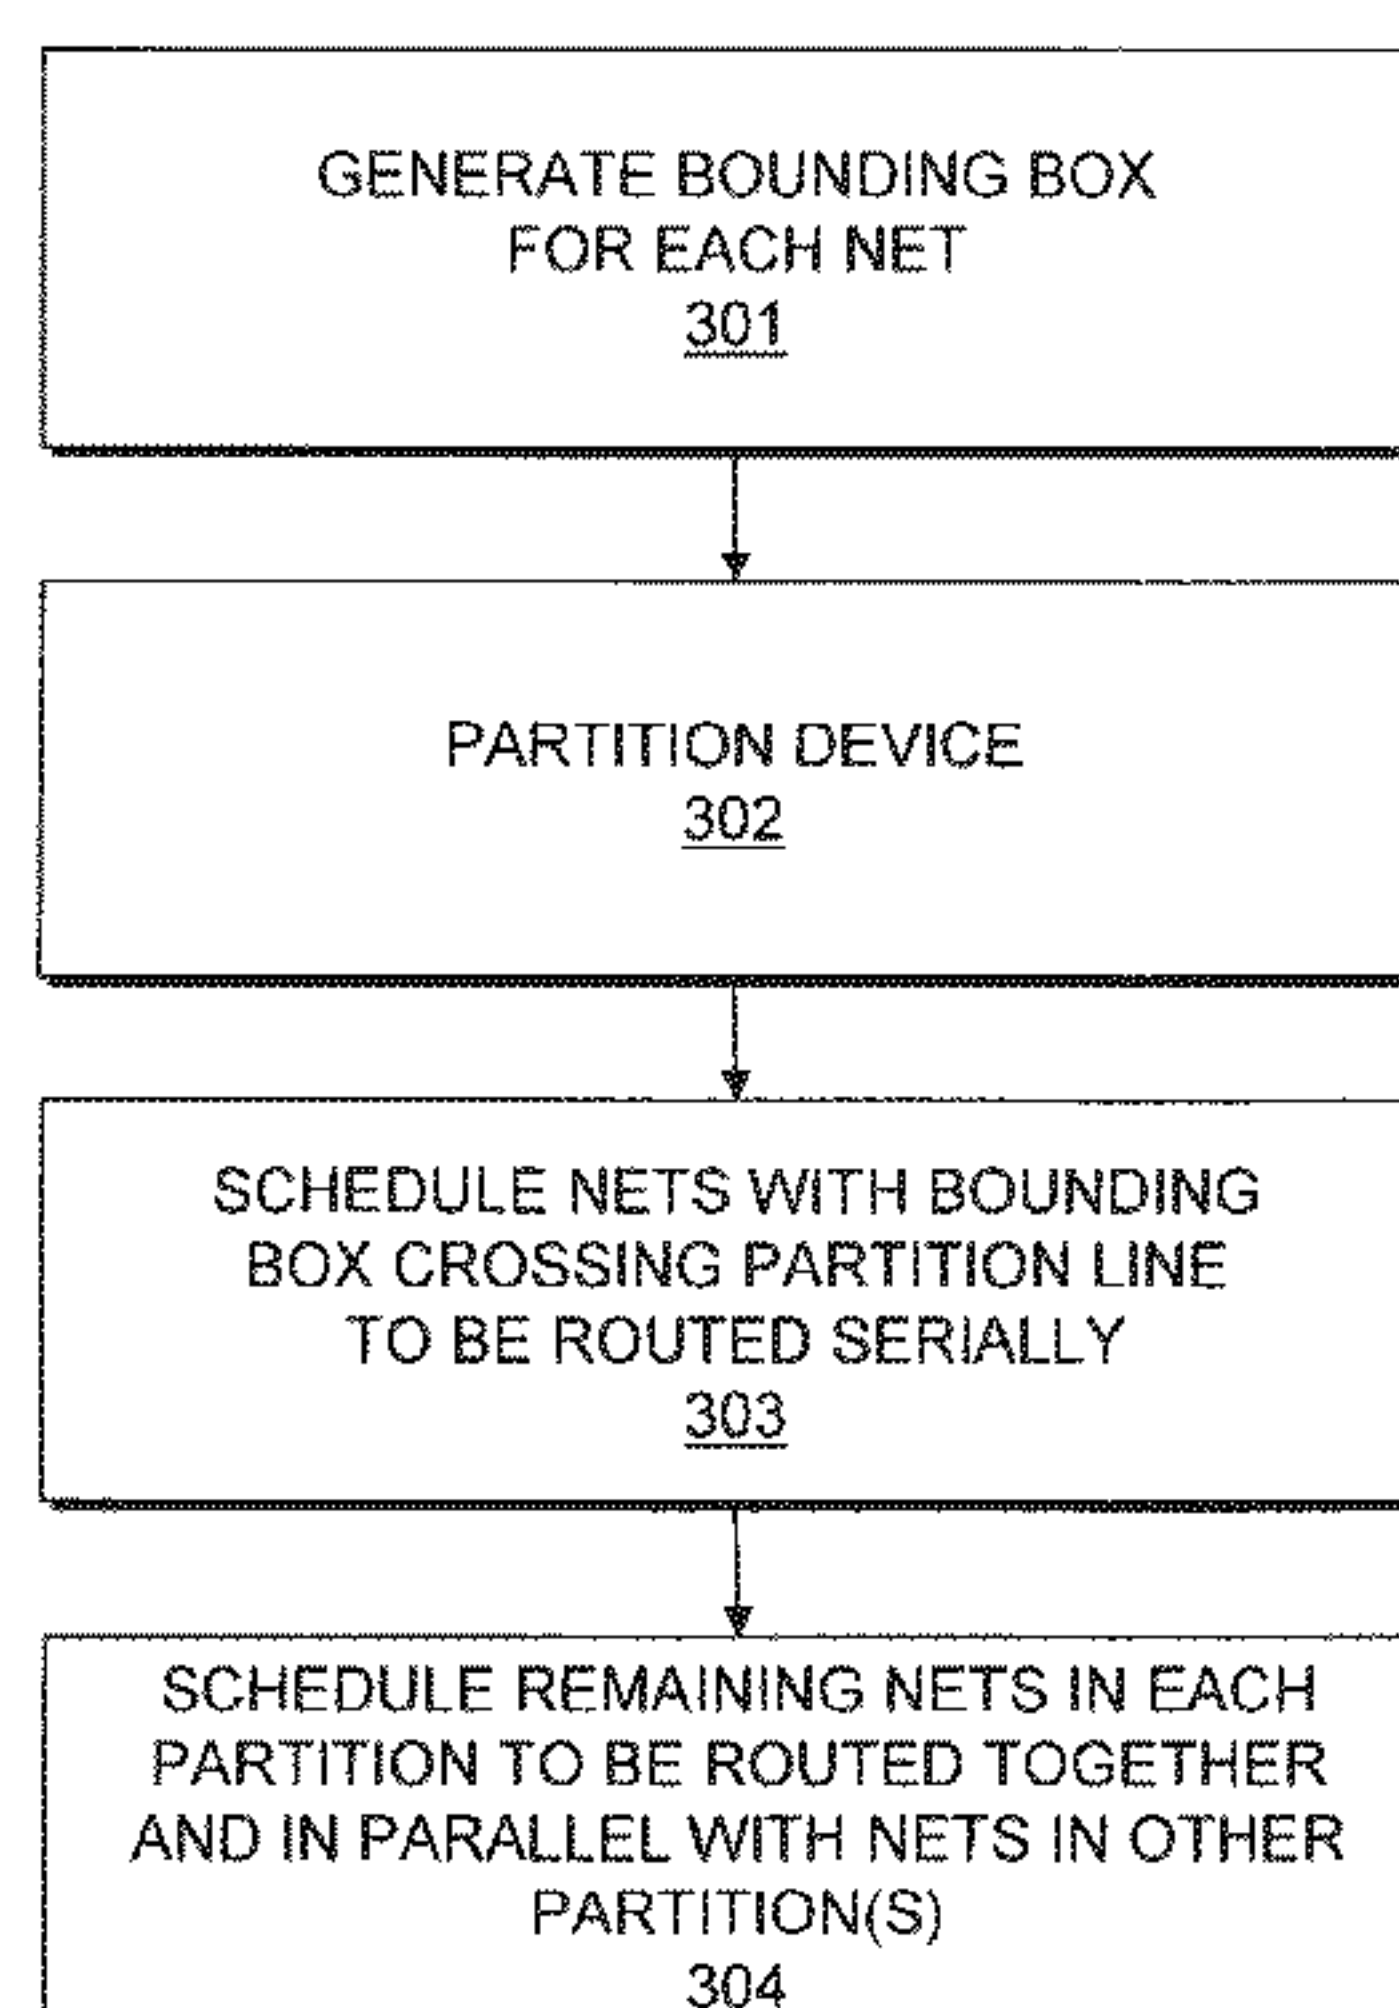 GENERATE BOUNDING BOX
FOR EACH NET
301
PARTITION DEVICE
302
SCHEDULE NETS WITH BOUNDING
BOX CROSSING PARTITION LINE
TO BE ROUTED SERIALLY
303
SCHEDULE REMAINING NETS IN EACH
PARTITION TO BE ROUTED TOGETHER
AND IN PARALLEL WITH NETS IN OTHER
PARTITION(S)
304